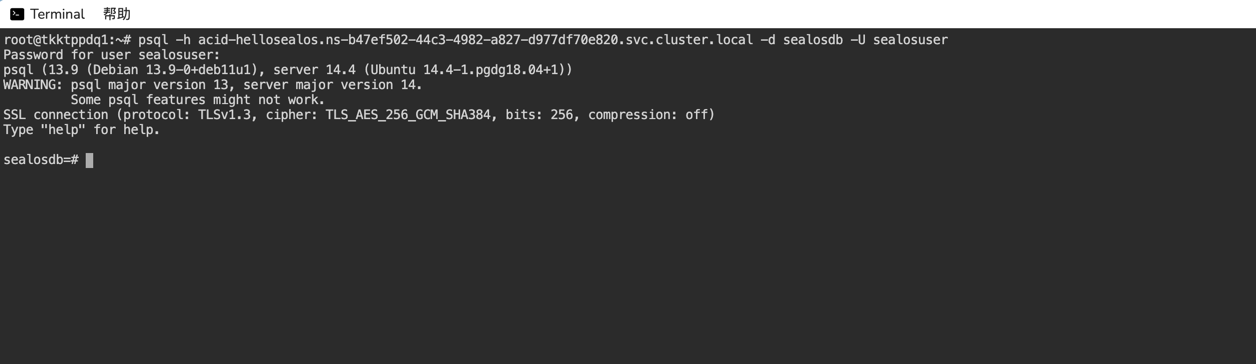 Terminal 帮助
root@tkktppdq1:~# psql -h acid-hellosealos.ns-b47ef502-44c3-4982-a827-d977df70e820.svc.cluster.local -d sealosdb -U sealosuser
Password for user sealosuser:
psql (13.9 (Debian 13.9-0+deb11u1), server 14.4 (Ubuntu 14.4-1.pgdg18.04+1))
WARNING: psql major version 13, server major version 14.
Some psql features might not work.
SSL connection (protocol: TLSv1.3, cipher: TLS_AES_256_GCM_SHA384, bits: 256, compression: off)
Type "help" for help.
sealosdb=#